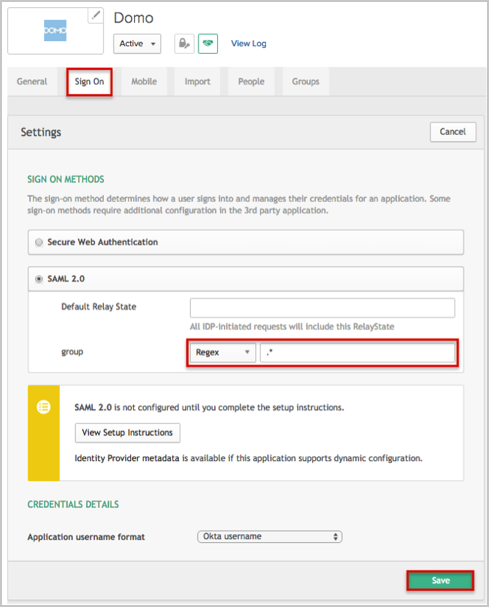 DOMO
Domo
Active
View Log
General
Sign On
Mobile
Import
People
Groups
Settings
Cancel
SIGN ON METHODS
The sign-on method determines how a user signs into and manages their credentials for an application. Some
sign-on methods require additional configuration in the 3rd party application.
Secure Web Authentication
SAML 2.0
Default Relay State
All IDP-initiated requests will include this RelayState
group
Regex
.*
SAML 2.0 is not configured until you complete the setup instructions.
View Setup Instructions
Identity Provider metadata is available if this application supports dynamic configuration.
CREDENTIALS DETAILS
Application username format
Okta username
Save